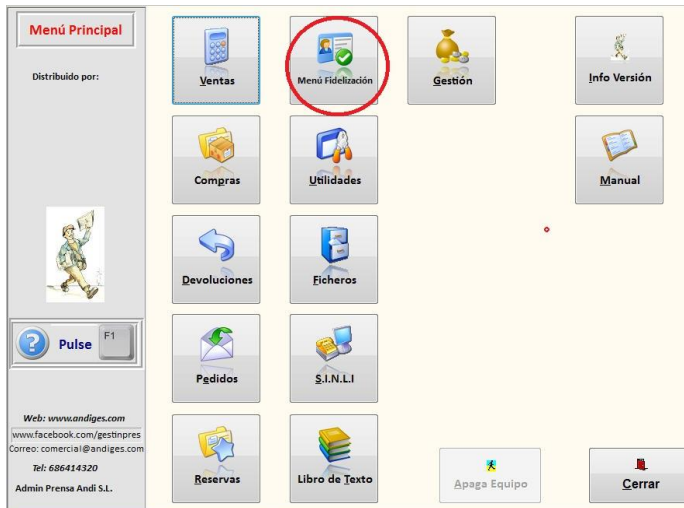 Menú Principal
Distribuido por:
Pulse
F1
Web: www.andiges.com
www.facebook.com/gestinpres
Correo: comercial@andiges.com
Tel: 686414320
Admin Prensa Andi S.L.
Ventas
Menú Fidelización
Gestión
Info Versión
Compras
Utilidades
Manual
Devoluciones
Ficheros
Pedidos
S.I.N.L.I
Reservas
Libro de Texto
Apaga Equipo
Cerrar